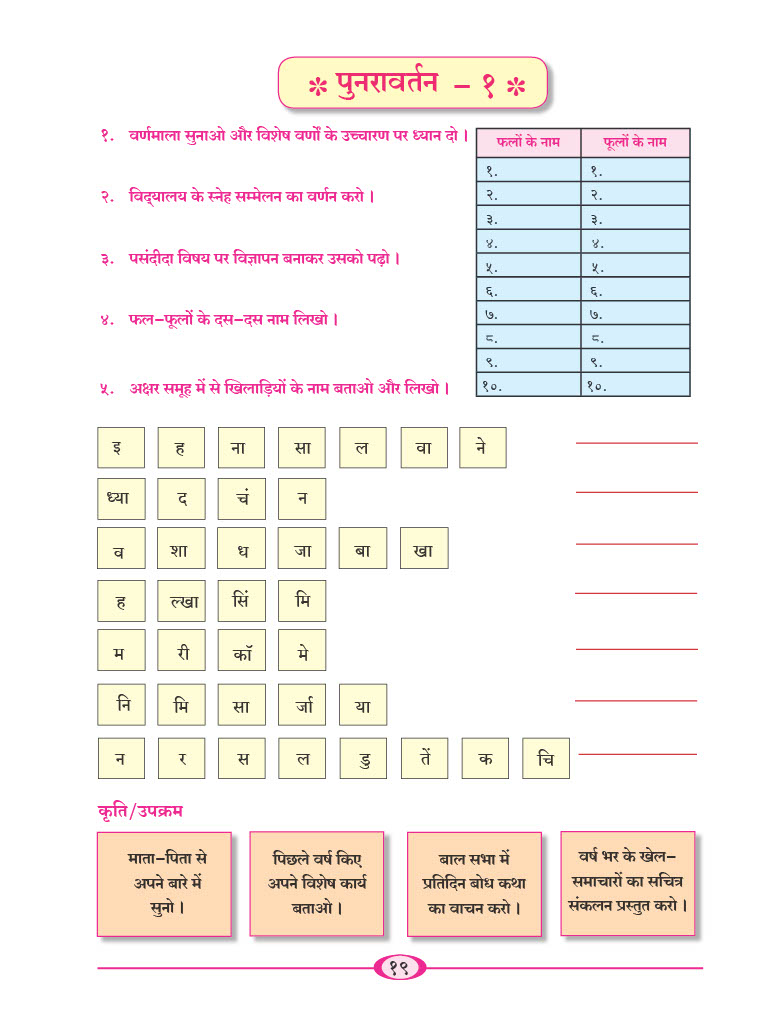 ✽ पुनरावर्तन – १ ✽
१. वर्णमाला सुनाओ और विशेष वर्णों के उच्चारण पर ध्यान दो ।
२. विद्यालय के स्नेह सम्मेलन का वर्णन करो ।
३. पसंदीदा विषय पर विज्ञापन बनाकर उसको पढ़ो ।
४. फल–फूलों के दस–दस नाम लिखो ।
फलों के नाम फूलों के नाम
१. १.
२. २.
३. ३.
४. ४.
५. ५.
६. ६.
७. ७.
८. ८.
९. ९.
१०. १०.
५. अक्षर समूह में से खिलाड़ियों के नाम बताओ और लिखो ।
इ ह ना सा ल वा ने
ध्या द चं न
व शा ध जा बा खा
ह ल्खा सिं मि
म री कॉ मे
नि मि सा र्जा या
न र स ल डु तें क चि
कृति/उपक्रम
माता–पिता से
अपने बारे में
सुनो ।
पिछले वर्ष किए
अपने विशेष कार्य
बताओ ।
बाल सभा में
प्रतिदिन बोध कथा
का वाचन करो ।
वर्ष भर के खेल–
समाचारों का सचित्र
संकलन प्रस्तुत करो ।
१९